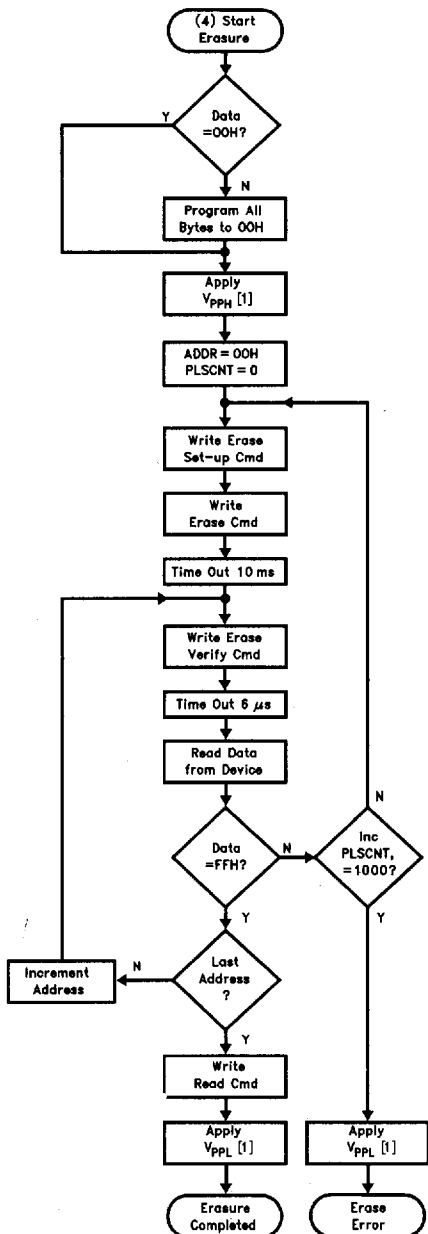 (4) Start
Erasure
Y
Data
=00H?
N
Program All
Bytes to 00H
Apply
VPPH [1]
ADDR = 00H
PLSCNT = 0
Write Erase
Set-up Cmd
Write
Erase Cmd
Time Out 10 ms
Write Erase
Verify Cmd
Time Out 6 μs
Read Data
from Device
N
Data
=FFH?
N
Inc
PLSCNT,
=1000?
Y
Y
Increment
Address
N
Last
Address
?
Y
Write
Read Cmd
Apply
VPPL [1]
Apply
VPPL [1]
Erasure
Completed
Erase
Error